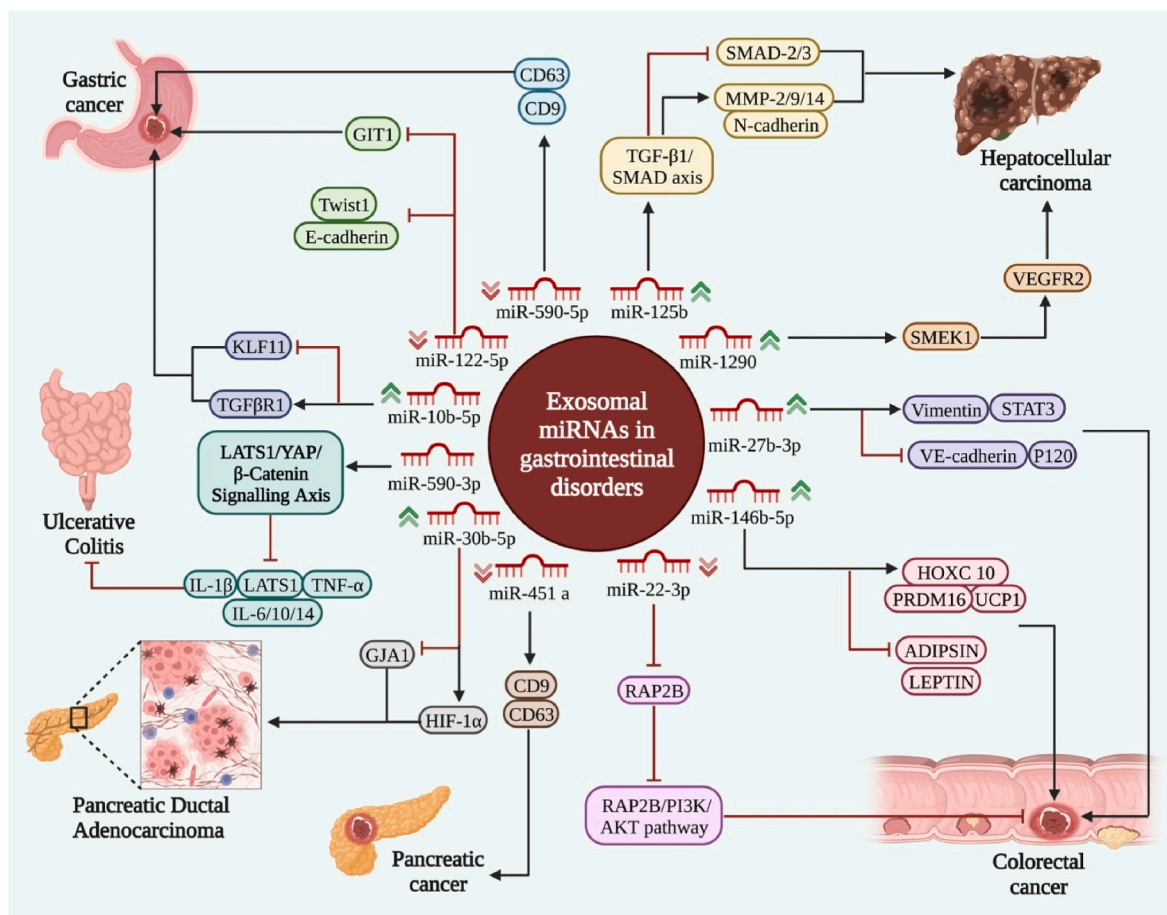 Gastric
cancer
CD63
CD9
GIT1
Twist1
E-cadherin
SMAD-2/3
MMP-2/9/14
N-cadherin
TGF-β1/
SMAD axis
Hepatocellular
carcinoma
VEGFR2
SMEK1
miR-590-5p
miR-125b
miR-122-5p
miR-1290
KLF11
TGFβR1
miR-10b-5p
Exosomal
miRNAs in
gastrointestinal
disorders
miR-27b-3p
Vimentin
STAT3
VE-cadherin
P120
LATS1/YAP/
β-Catenin
Signalling Axis
miR-590-3p
miR-146b-5p
Ulcerative
Colitis
miR-30b-5p
IL-1β
LATS1
TNF-α
IL-6/10/14
miR-451 a
miR-22-3p
HOXC 10
PRDM16
UCP1
ADIPSIN
LEPTIN
GJA1
HIF-1α
CD9
CD63
RAP2B
RAP2B/PI3K/
AKT pathway
Pancreatic Ductal
Adenocarcinoma
Pancreatic
cancer
Colorectal
cancer